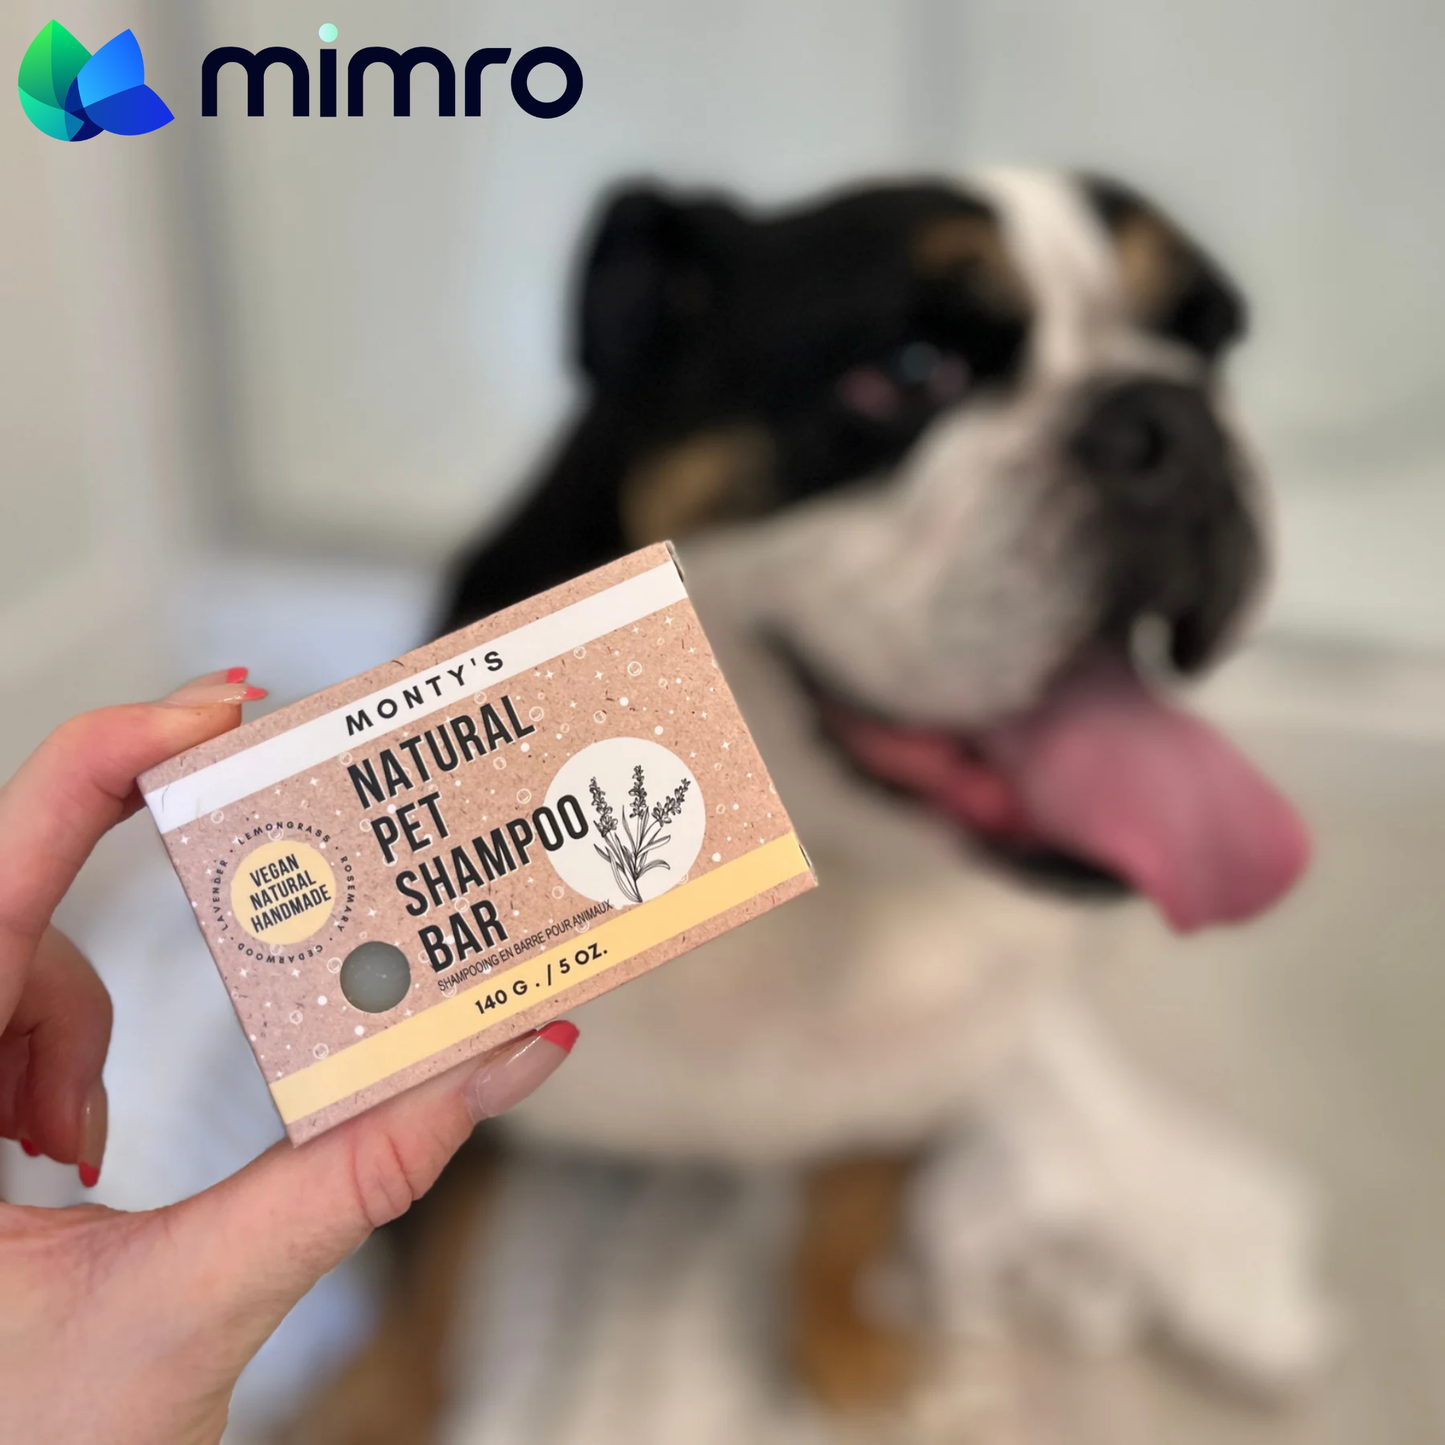 mimro
MONTY'S
NATURAL
PET
SHAMPOO
BAR
SHAMPOOING EN BARRE POUR ANIMAUX
140 G . / 5 OZ.
VEGAN
NATURAL
HANDMADE
LAVENDER · LEMONGRASS · ROSEMARY · CEDARWOOD ·